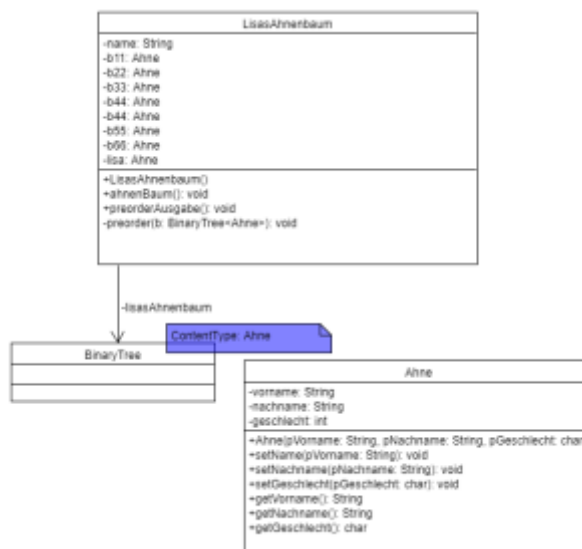 LisasAhnenbaum
-name: String
-b11: Ahne
-b22: Ahne
-b33: Ahne
-b44: Ahne
-b44: Ahne
-b55: Ahne
-b66: Ahne
-lisa: Ahne
+LisasAhnenbaum()
+ahnenBaum(): void
+preorderAusgabe(): void
-preorder(b: BinaryTree<Ahne>): void
-lisasAhnenbaum
ContentType: Ahne
BinaryTree
Ahne
-vorname: String
-nachname: String
-geschlecht: int
+Ahne(pVorname: String, pNachname: String, pGeschlecht: char
+setName(pVorname: String): void
+setNachname(pNachname: String): void
+setGeschlecht(pGeschlecht: char): void
+getVorname(): String
+getNachname(): String
+getGeschlecht(): char